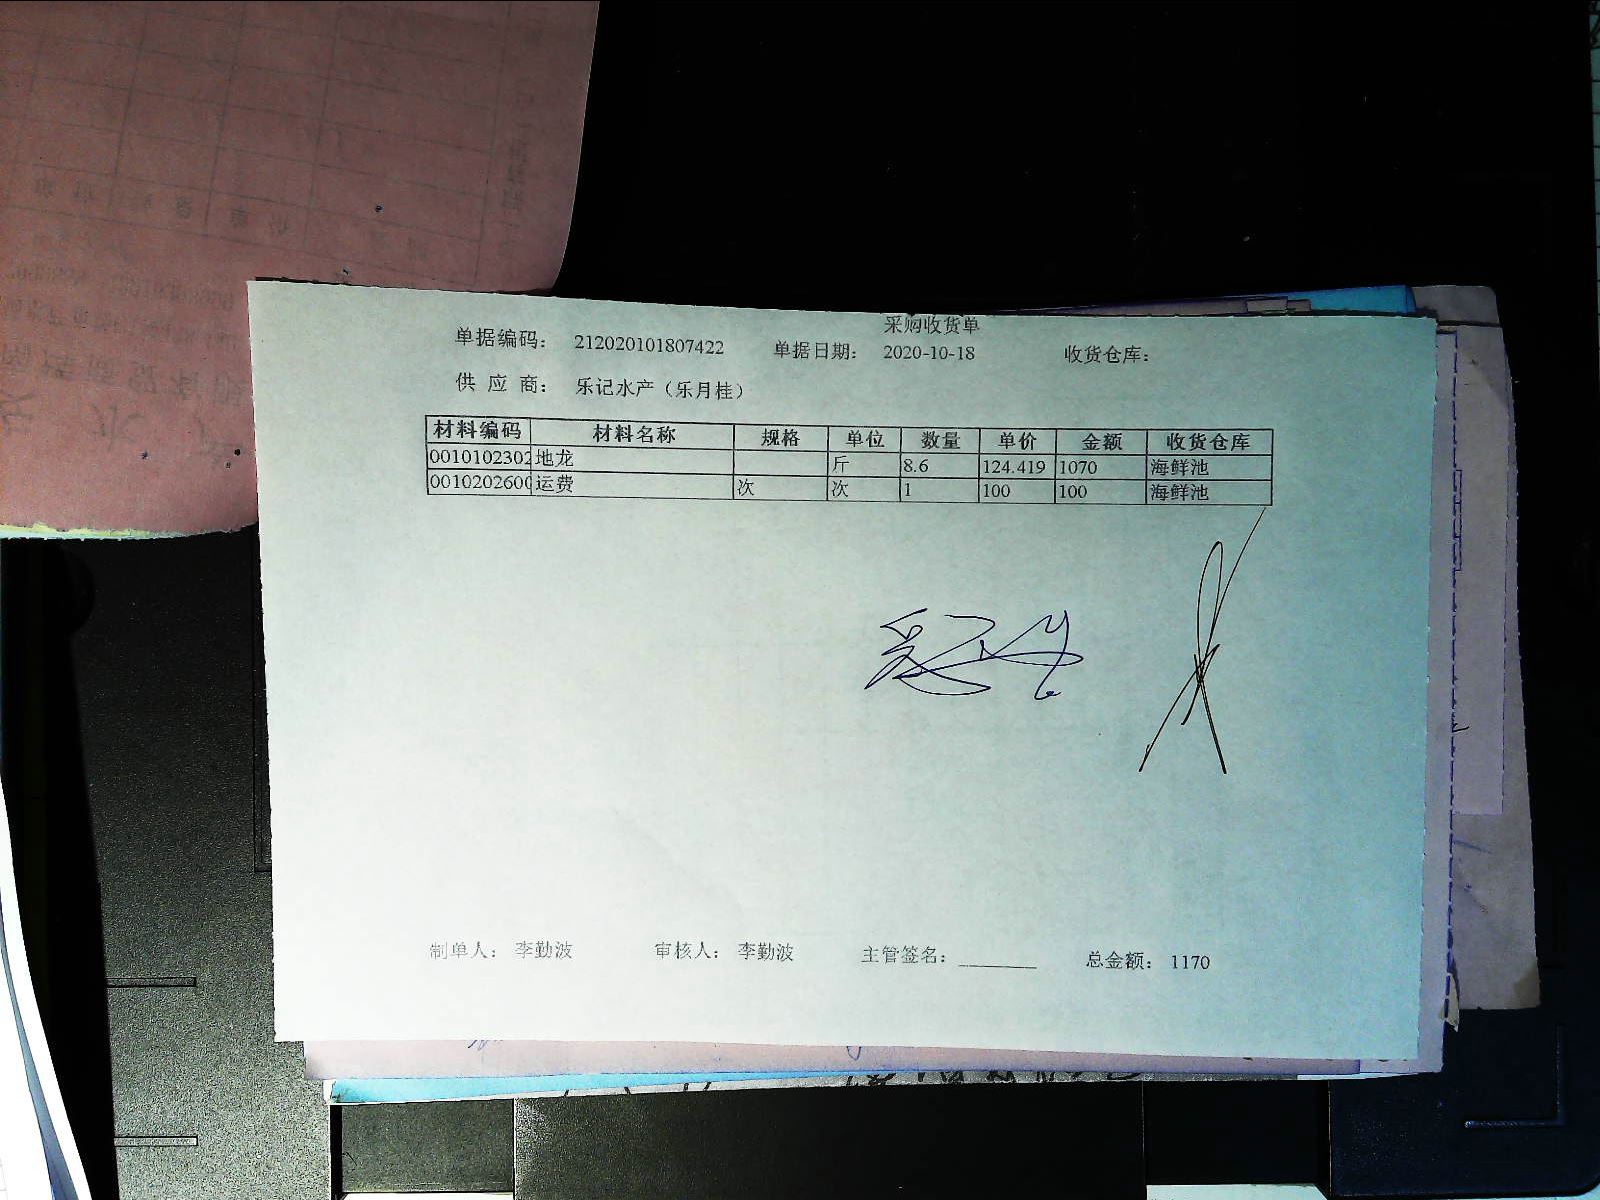 采购收货单
单据编码： 212020101807422 单据日期： 2020-10-18 收货仓库：
供 应 商： 乐记水产（乐月桂）
材料编码 材料名称 规格 单位 数量 单价 金额 收货仓库
0010102302 地龙 斤 8.6 124.419 1070 海鲜池
0010202600 运费 次 次 1 100 100 海鲜池
制单人： 李勤波 审核人： 李勤波 主管签名：________ 总金额： 1170